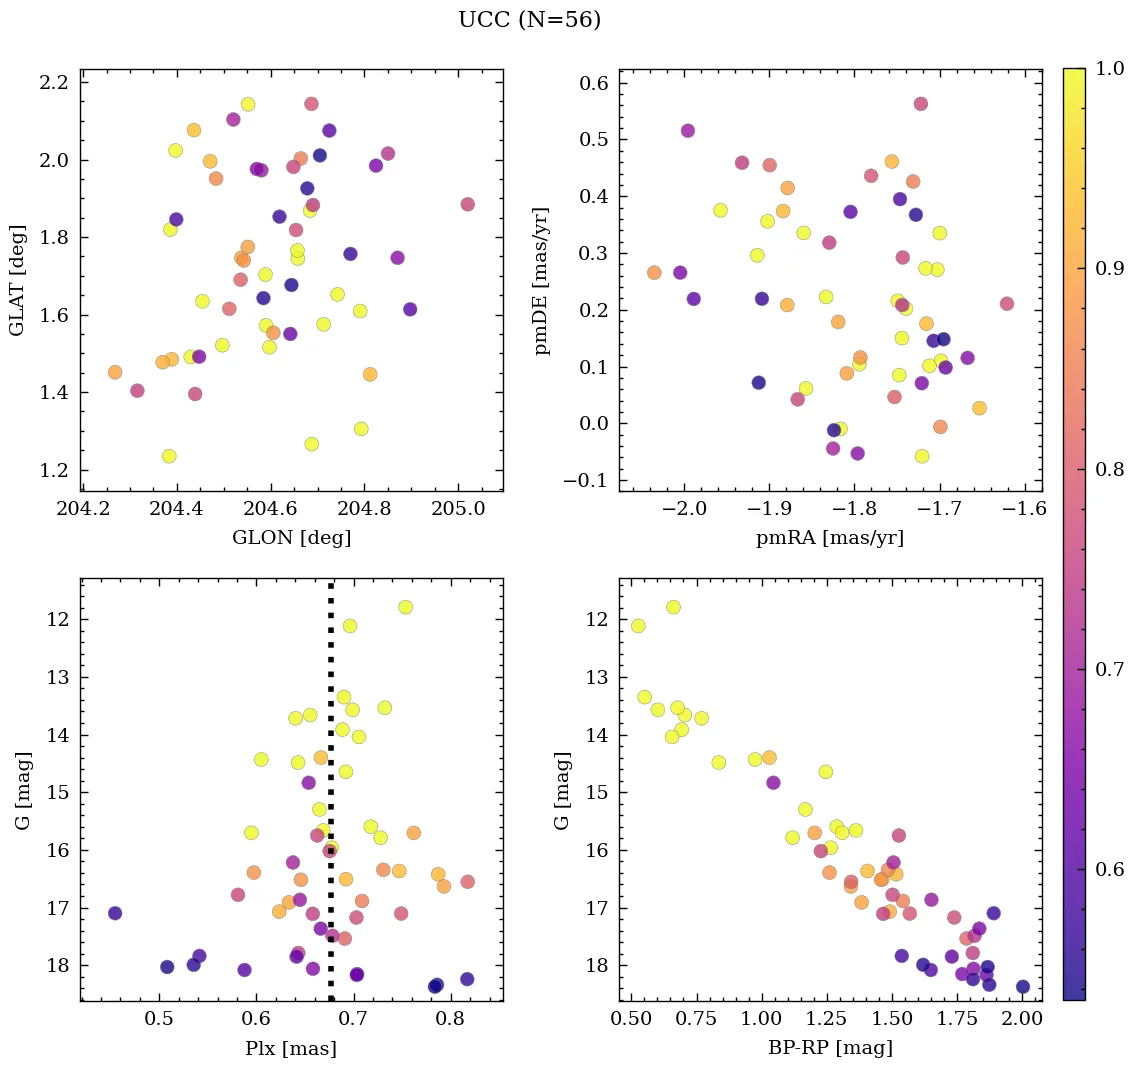 UCC (N=56)
2.2
2.0
1.8
1.6
1.4
1.2
GLAT [deg]
204.2 204.4 204.6 204.8 205.0
GLON [deg]
0.6
0.5
0.4
0.3
0.2
0.1
0.0
−0.1
pmDE [mas/yr]
−2.0 −1.9 −1.8 −1.7 −1.6
pmRA [mas/yr]
12
13
14
15
16
17
18
G [mag]
0.5 0.6 0.7 0.8
Plx [mas]
12
13
14
15
16
17
18
G [mag]
0.50 0.75 1.00 1.25 1.50 1.75 2.00
BP-RP [mag]
1.0
0.9
0.8
0.7
0.6